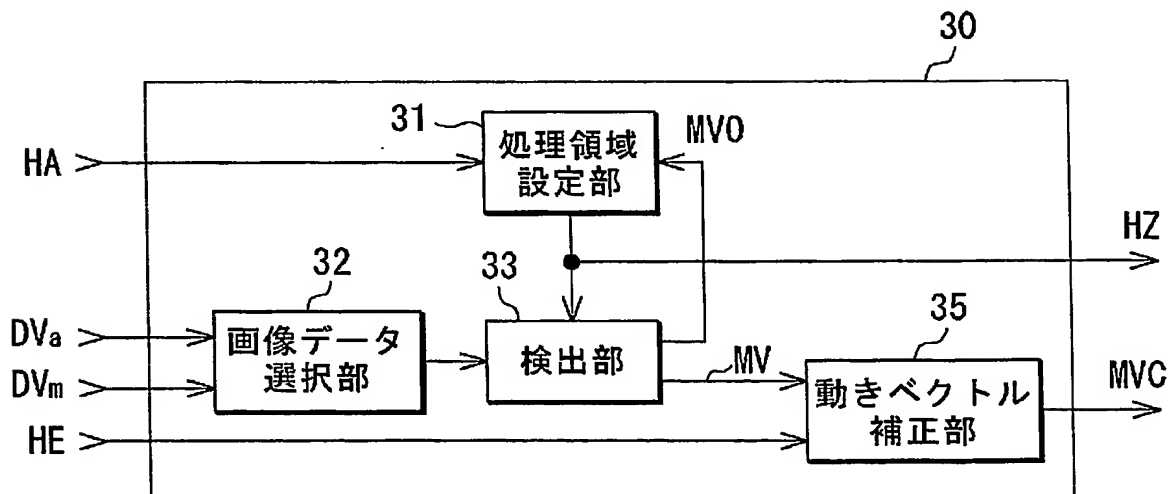 30
31
MVO
HA
処理領域
設定部
HZ
32
33
35
DVa
画像データ
選択部
検出部
MV
動きベクトル
補正部
MVC
DVm
HE